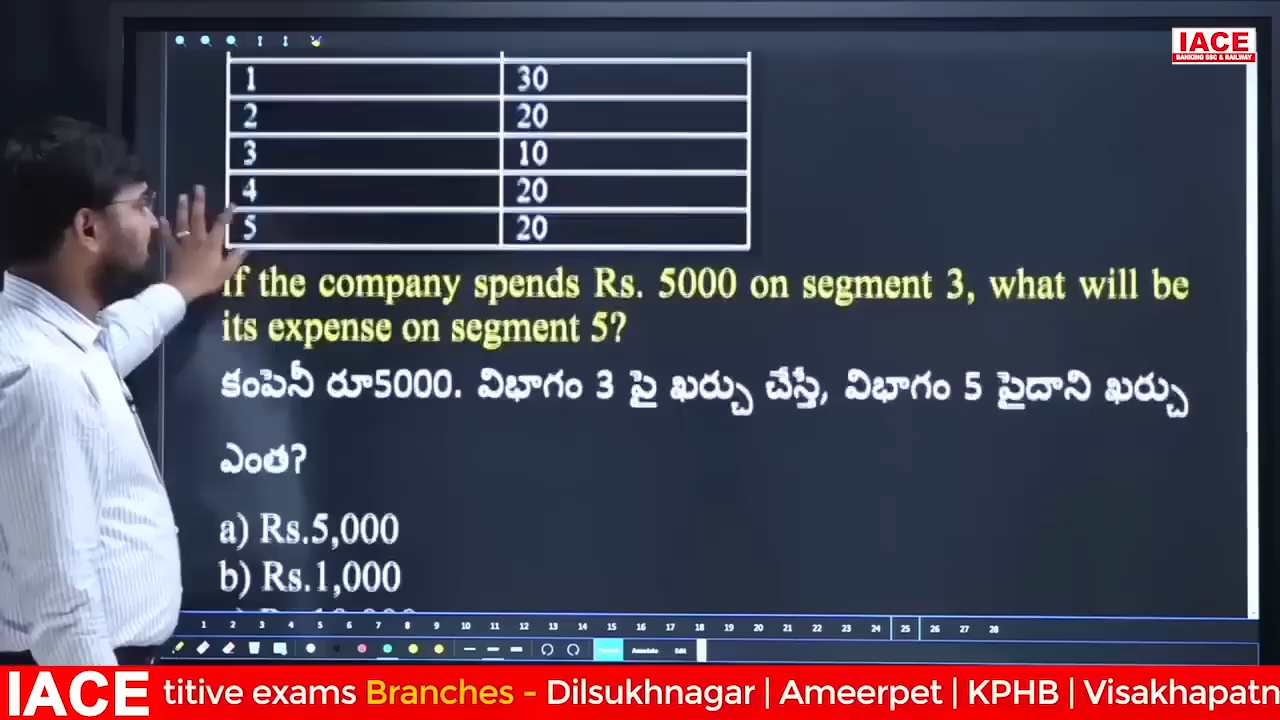 IACE
BANKING SSC & RAILWAY
1 30
2 20
3 10
4 20
5 20
If the company spends Rs. 5000 on segment 3, what will be
its expense on segment 5?
కంపెనీ రూ5000. విభాగం 3 పై ఖర్చు చేస్తే, విభాగం 5 పైదాని ఖర్చు
ఎంత?
a) Rs.5,000
b) Rs.1,000
1 2 3 4 5 6 7 8 9 10 11 12 13 14 15 16 17 18 19 20 21 22 23 24 25 26 27 28
Annotate Edit
IACE titive exams Branches - Dilsukhnagar | Ameerpet | KPHB | Visakhapatn